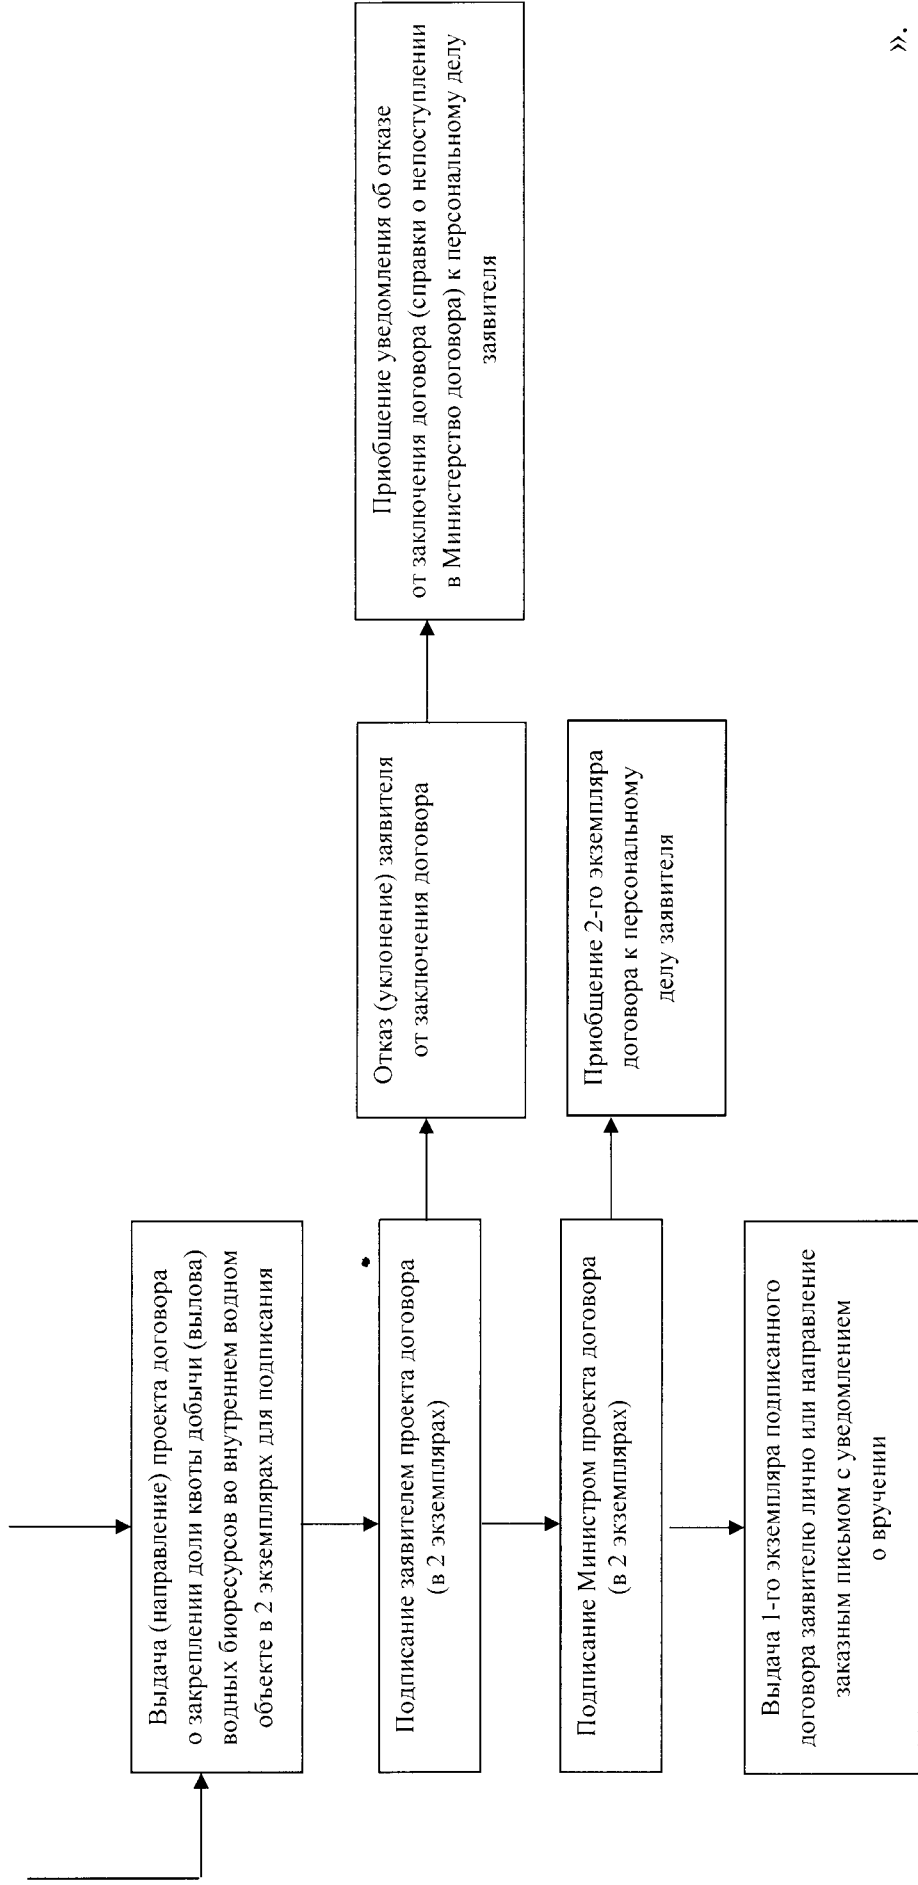 Выдача (направление) проекта договора
о закреплении доли квоты добычи (вылова)
водных биоресурсов во внутреннем водном
объекте в 2 экземплярах для подписания
Подписание заявителем проекта договора
(в 2 экземплярах)
Отказ (уклонение) заявителя
от заключения договора
Приобщение уведомления об отказе
от заключения договора (справки о непоступлении
в Министерство договора) к персональному делу
заявителя
Подписание Министром проекта договора
(в 2 экземплярах)
Приобщение 2-го экземпляра
договора к персональному
делу заявителя
Выдача 1-го экземпляра подписанного
договора заявителю лично или направление
заказным письмом с уведомлением
о вручении
».